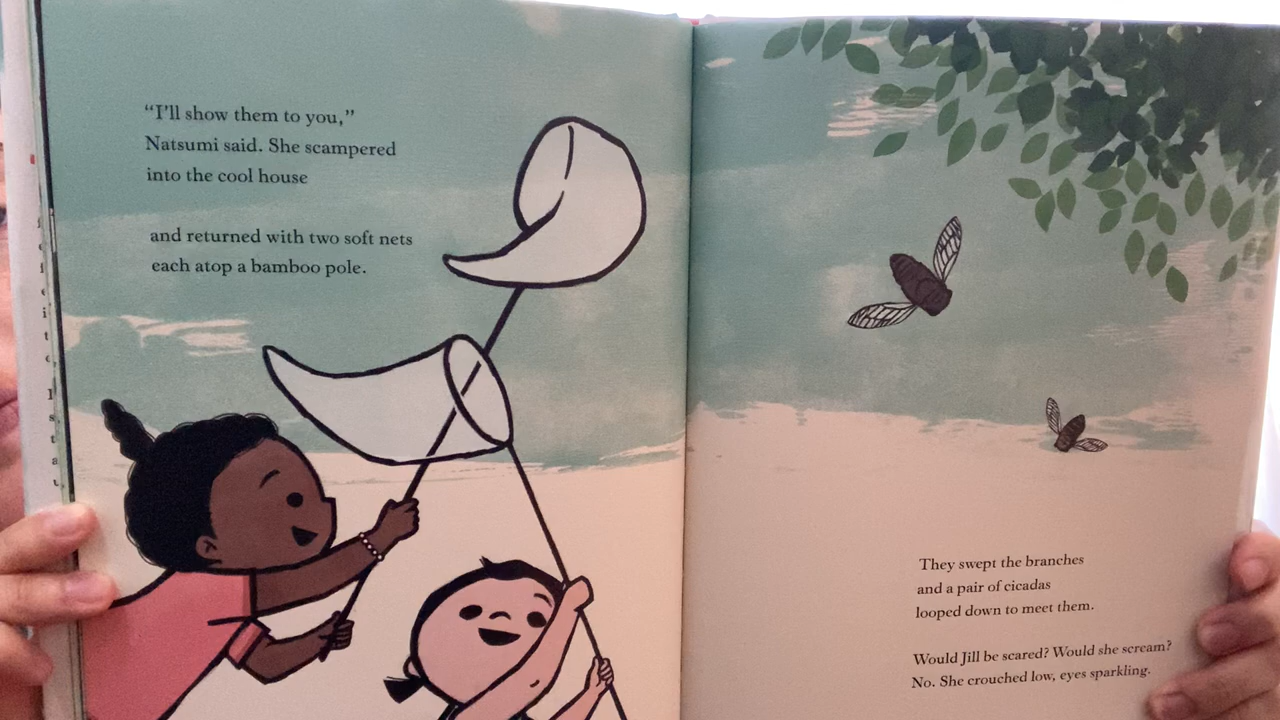 “I’ll show them to you,”
Natsumi said. She scampered
into the cool house
and returned with two soft nets
each atop a bamboo pole.
They swept the branches
and a pair of cicadas
looped down to meet them.
Would Jill be scared? Would she scream?
No. She crouched low, eyes sparkling.